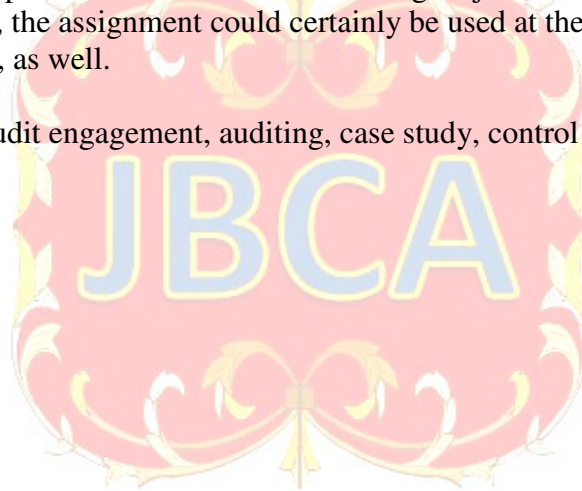 , the assignment could certainly be used at the
, as well.
udit engagement, auditing, case study, control
JBCA